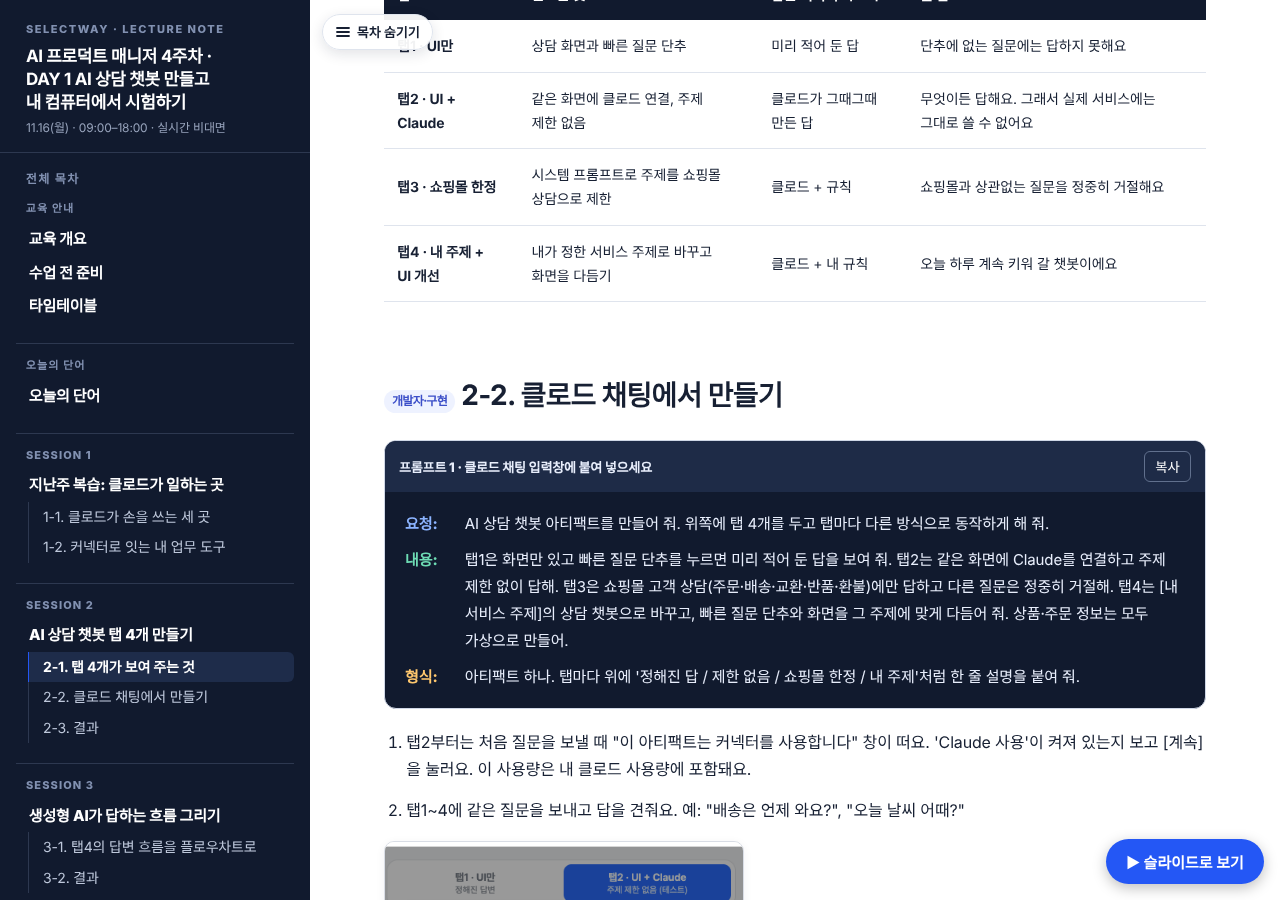 SELECTWAY · LECTURE NOTE
AI 프로덕트 매니저 4주차 ·
DAY 1 AI 상담 챗봇 만들고
내 컴퓨터에서 시험하기
11.16(월) · 09:00–18:00 · 실시간 비대면
전체 목차
교육 안내
교육 개요
수업 전 준비
타임테이블
오늘의 단어
오늘의 단어
SESSION 1
지난주 복습: 클로드가 일하는 곳
1-1. 클로드가 손을 쓰는 세 곳
1-2. 커넥터로 잇는 내 업무 도구
SESSION 2
AI 상담 챗봇 탭 4개 만들기
2-1. 탭 4개가 보여 주는 것
2-2. 클로드 채팅에서 만들기
2-3. 결과
SESSION 3
생성형 AI가 답하는 흐름 그리기
3-1. 탭4의 답변 흐름을 플로우차트로
3-2. 결과
목차 숨기기
UI만
상담 화면과 빠른 질문 단추
미리 적어 둔 답
단추에 없는 질문에는 답하지 못해요
탭2 · UI +
Claude
같은 화면에 클로드 연결, 주제
제한 없음
클로드가 그때그때
만든 답
무엇이든 답해요. 그래서 실제 서비스에는
그대로 쓸 수 없어요
탭3 · 쇼핑몰 한정
시스템 프롬프트로 주제를 쇼핑몰
상담으로 제한
클로드 + 규칙
쇼핑몰과 상관없는 질문을 정중히 거절해요
탭4 · 내 주제 +
UI 개선
내가 정한 서비스 주제로 바꾸고
화면을 다듬기
클로드 + 내 규칙
오늘 하루 계속 키워 갈 챗봇이에요
개발자·구현 2-2. 클로드 채팅에서 만들기
프롬프트 1 · 클로드 채팅 입력창에 붙여 넣으세요
복사
요청: AI 상담 챗봇 아티팩트를 만들어 줘. 위쪽에 탭 4개를 두고 탭마다 다른 방식으로 동작하게 해 줘.
내용: 탭1은 화면만 있고 빠른 질문 단추를 누르면 미리 적어 둔 답을 보여 줘. 탭2는 같은 화면에 Claude를 연결하고 주제
제한 없이 답해. 탭3은 쇼핑몰 고객 상담(주문·배송·교환·반품·환불)에만 답하고 다른 질문은 정중히 거절해. 탭4는 [내
서비스 주제]의 상담 챗봇으로 바꾸고, 빠른 질문 단추와 화면을 그 주제에 맞게 다듬어 줘. 상품·주문 정보는 모두
가상으로 만들어.
형식: 아티팩트 하나. 탭마다 위에 '정해진 답 / 제한 없음 / 쇼핑몰 한정 / 내 주제'처럼 한 줄 설명을 붙여 줘.
1. 탭2부터는 처음 질문을 보낼 때 "이 아티팩트는 커넥터를 사용합니다" 창이 떠요. 'Claude 사용'이 켜져 있는지 보고 [계속]
을 눌러요. 이 사용량은 내 클로드 사용량에 포함돼요.
2. 탭1~4에 같은 질문을 보내고 답을 견줘요. 예: "배송은 언제 와요?", "오늘 날씨 어때?"
탭1 · UI만
정해진 답변
탭2 · UI + Claude
주제 제한 없음 (테스트)
▶ 슬라이드로 보기